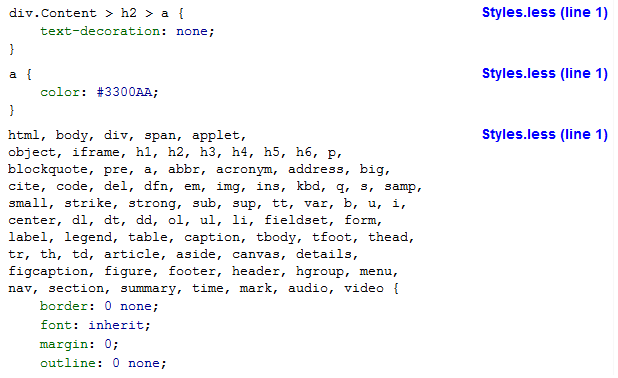 div.Content > h2 > a { Styles.less (line 1)
text-decoration: none;
}
a { Styles.less (line 1)
color: #3300AA;
}
html, body, div, span, applet, Styles.less (line 1)
object, iframe, h1, h2, h3, h4, h5, h6, p,
blockquote, pre, a, abbr, acronym, address, big,
cite, code, del, dfn, em, img, ins, kbd, q, s, samp,
small, strike, strong, sub, sup, tt, var, b, u, i,
center, dl, dt, dd, ol, ul, li, fieldset, form,
label, legend, table, caption, tbody, tfoot, thead,
tr, th, td, article, aside, canvas, details,
figcaption, figure, footer, header, hgroup, menu,
nav, section, summary, time, mark, audio, video {
border: 0 none;
font: inherit;
margin: 0;
outline: 0 none;